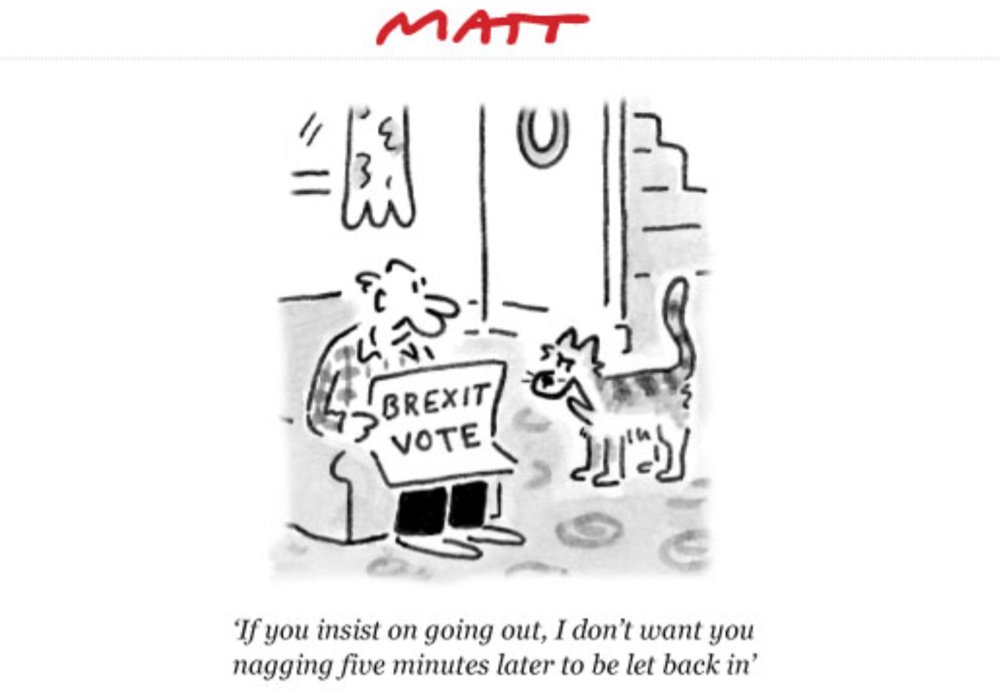 MATT
BREXIT
VOTE
‘If you insist on going out, I don’t want you
nagging five minutes later to be let back in’